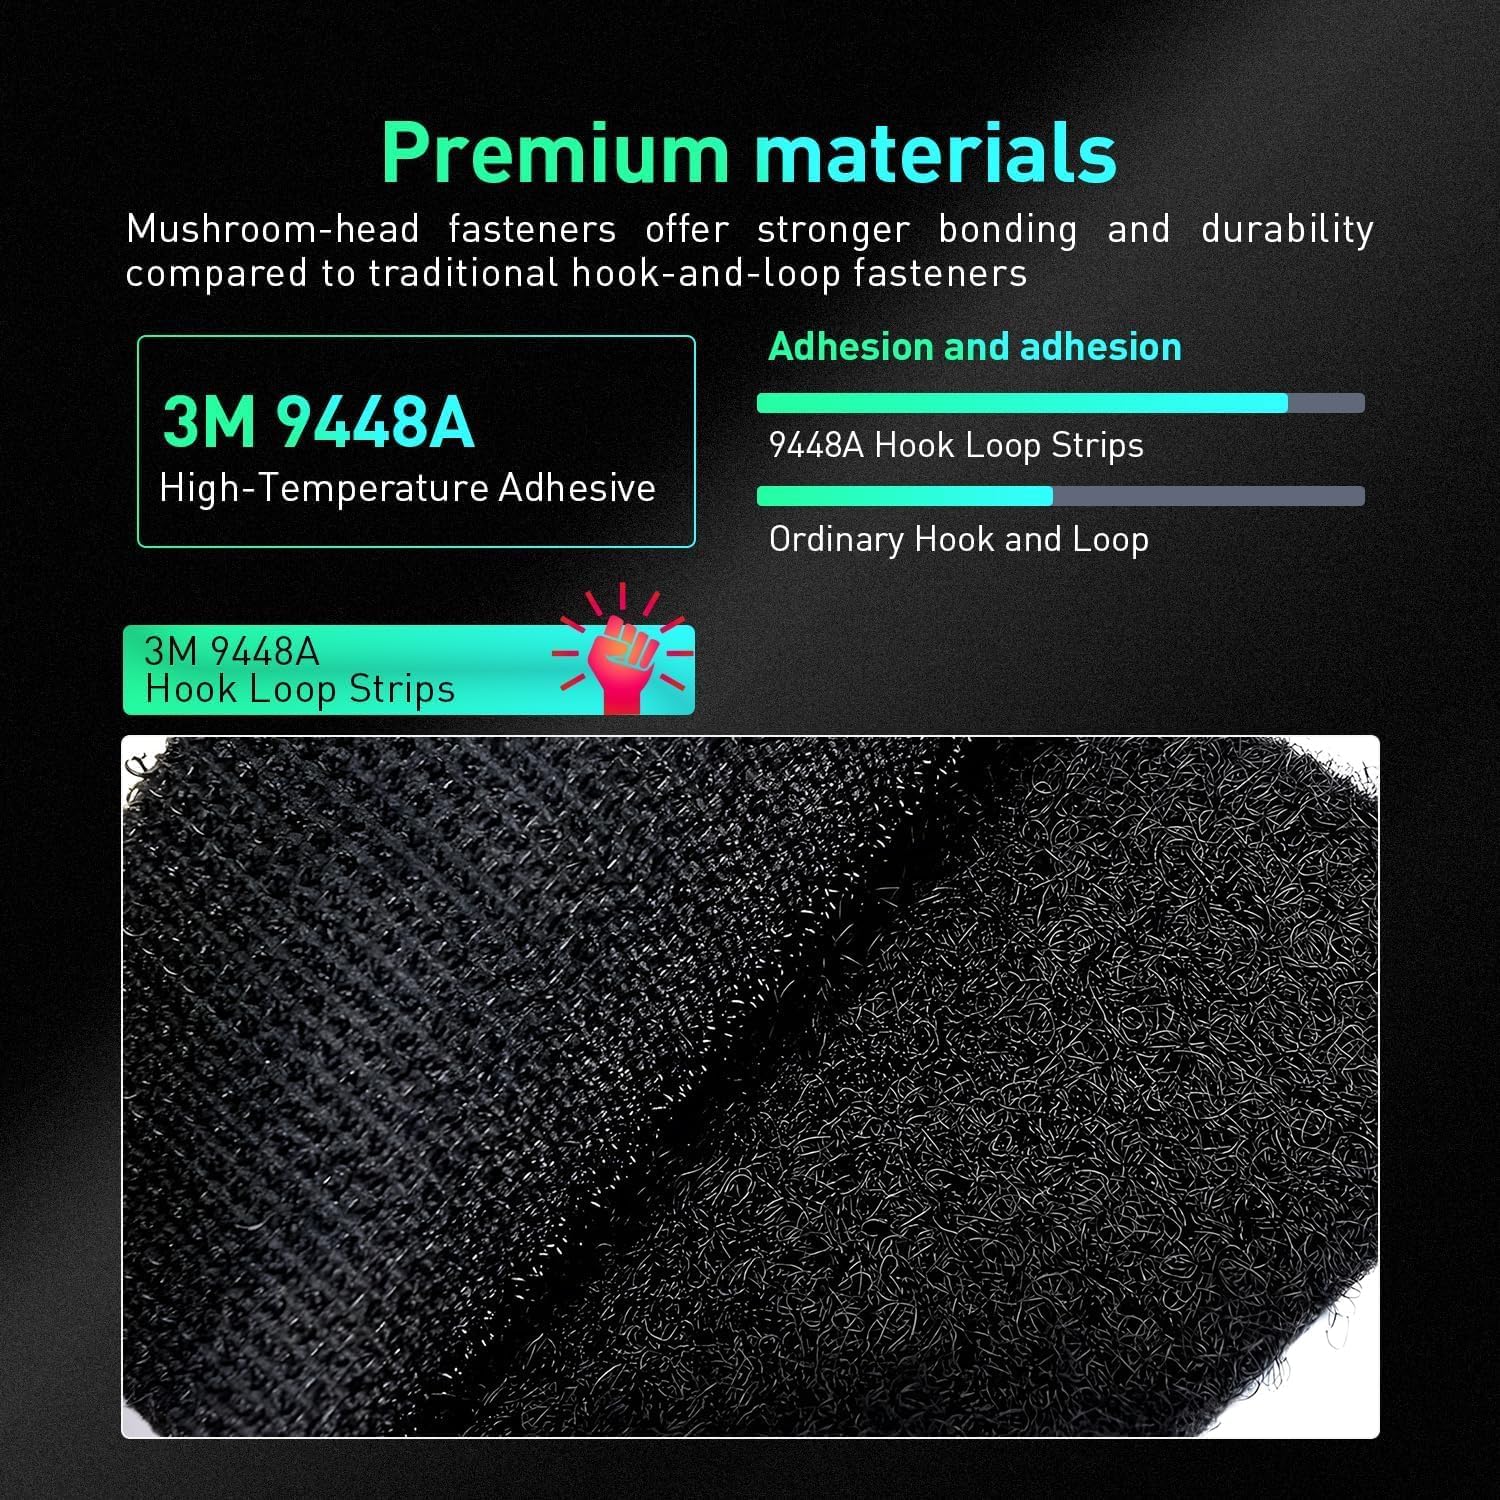 Premium materials
Mushroom-head fasteners offer stronger bonding and durability
compared to traditional hook-and-loop fasteners
3M 9448A
High-Temperature Adhesive
Adhesion and adhesion
9448A Hook Loop Strips
Ordinary Hook and Loop
3M 9448A
Hook Loop Strips